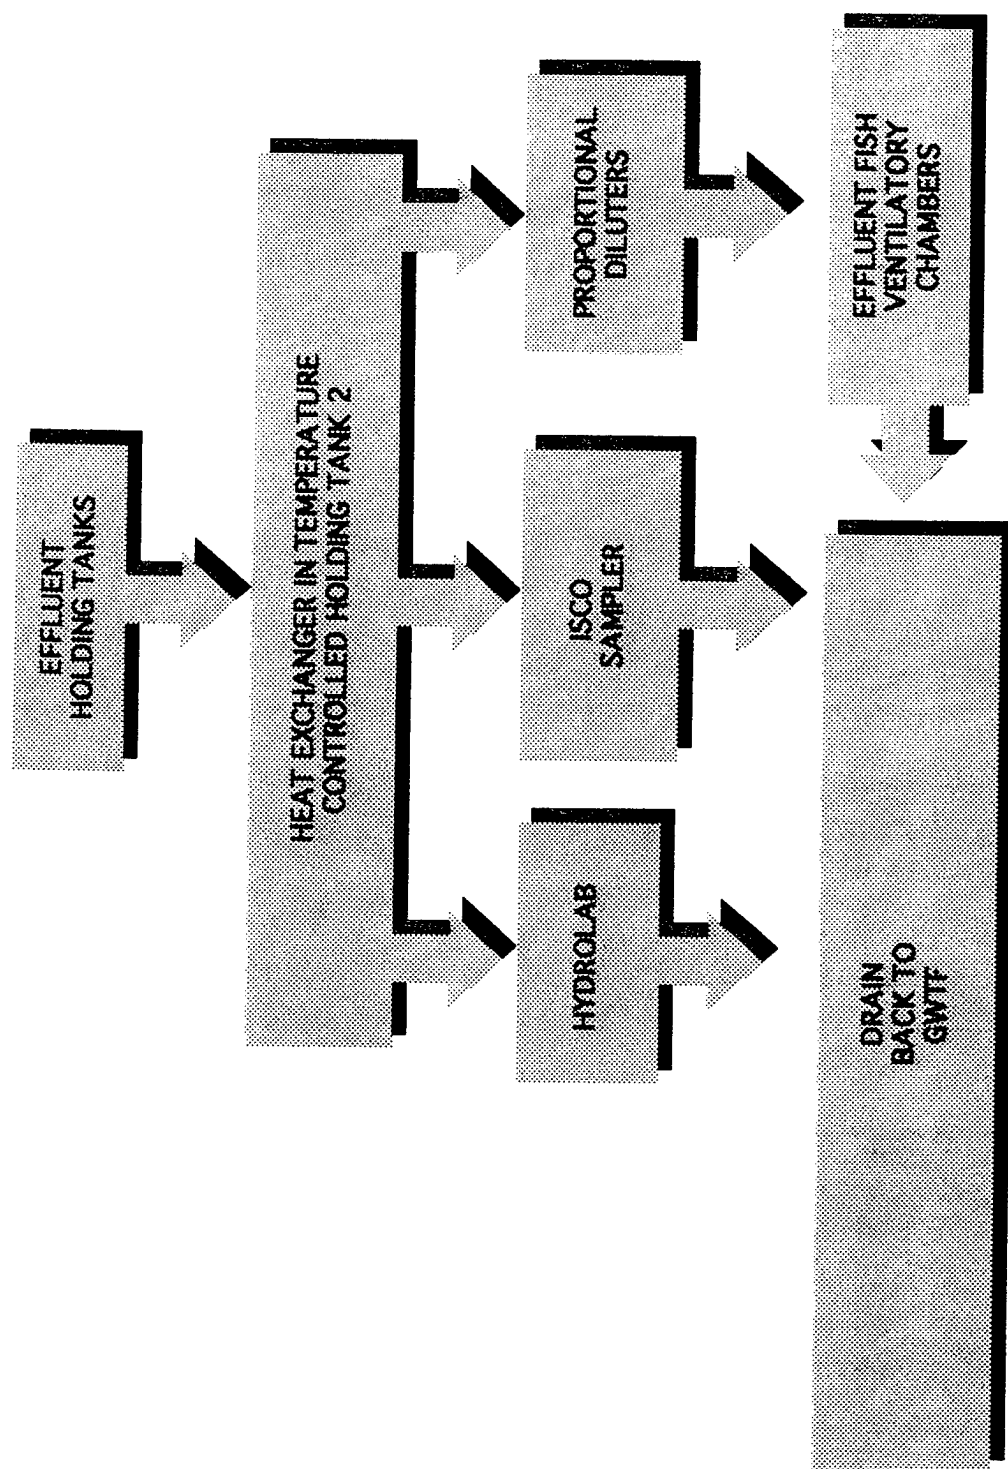 EFFLUENT
HOLDING TANKS
HEAT EXCHANGER IN TEMPERATURE
CONTROLLED HOLDING TANK 2
HYDROLAB
ISCO
SAMPLER
PROPORTIONAL
DILUTERS
DRAIN
BACK TO
GWTF
EFFLUENT FISH
VENTILATORY
CHAMBERS